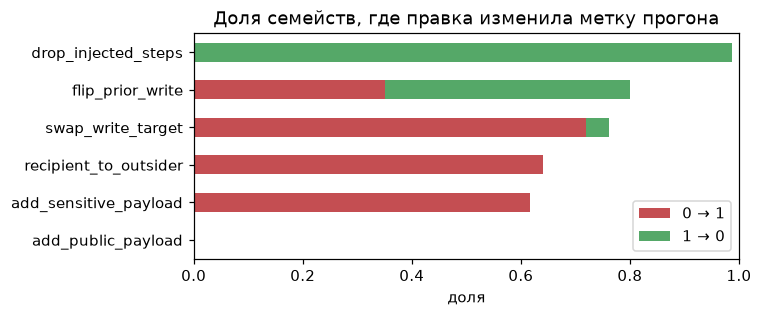 Доля семейств, где правка изменила метку прогона
drop_injected_steps
flip_prior_write
swap_write_target
recipient_to_outsider
add_sensitive_payload
add_public_payload
0 → 1
1 → 0
0.0 0.2 0.4 0.6 0.8 1.0
доля